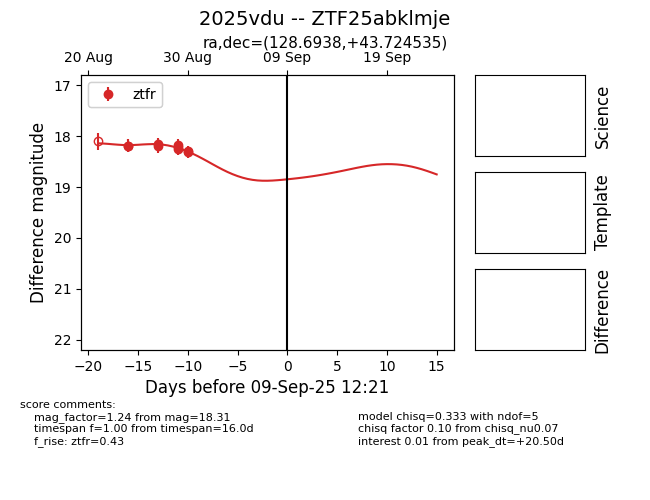 2025vdu -- ZTF25abklmje
ra,dec=(128.6938,+43.724535)
20 Aug
30 Aug
09 Sep
19 Sep
17
18
19
20
21
22
Difference magnitude
ztfr
−20
−15
−10
−5
0
5
10
15
Days before 09-Sep-25 12:21
Science
Template
Difference
score comments:
mag_factor=1.24 from mag=18.31
timespan f=1.00 from timespan=16.0d
f_rise: ztfr=0.43
model chisq=0.333 with ndof=5
chisq factor 0.10 from chisq_nu0.07
interest 0.01 from peak_dt=+20.50d